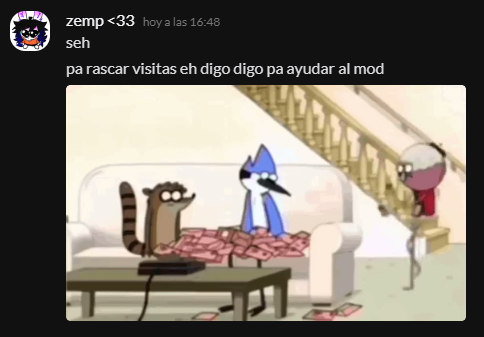 zemp <33 hoy a las 16:48
seh
pa rascar visitas eh digo digo pa ayudar al mod